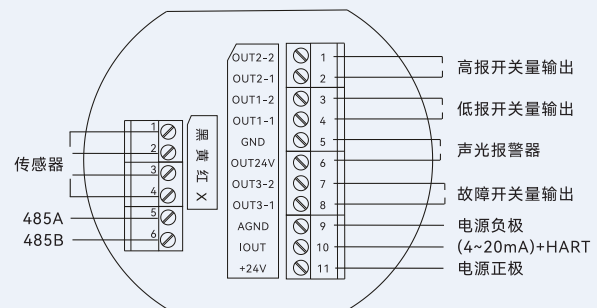 OUT2-2 1
OUT2-1 2
高报开关量输出
OUT1-2 3
OUT1-1 4
低报开关量输出
GND 5
OUT24V 6
声光报警器
OUT3-2 7
OUT3-1 8
故障开关量输出
AGND 9 电源负极
IOUT 10 (4~20mA)+HART
+24V 11 电源正极
传感器
1 黑
2 黄
3 红
4 X
485A 5
485B 6